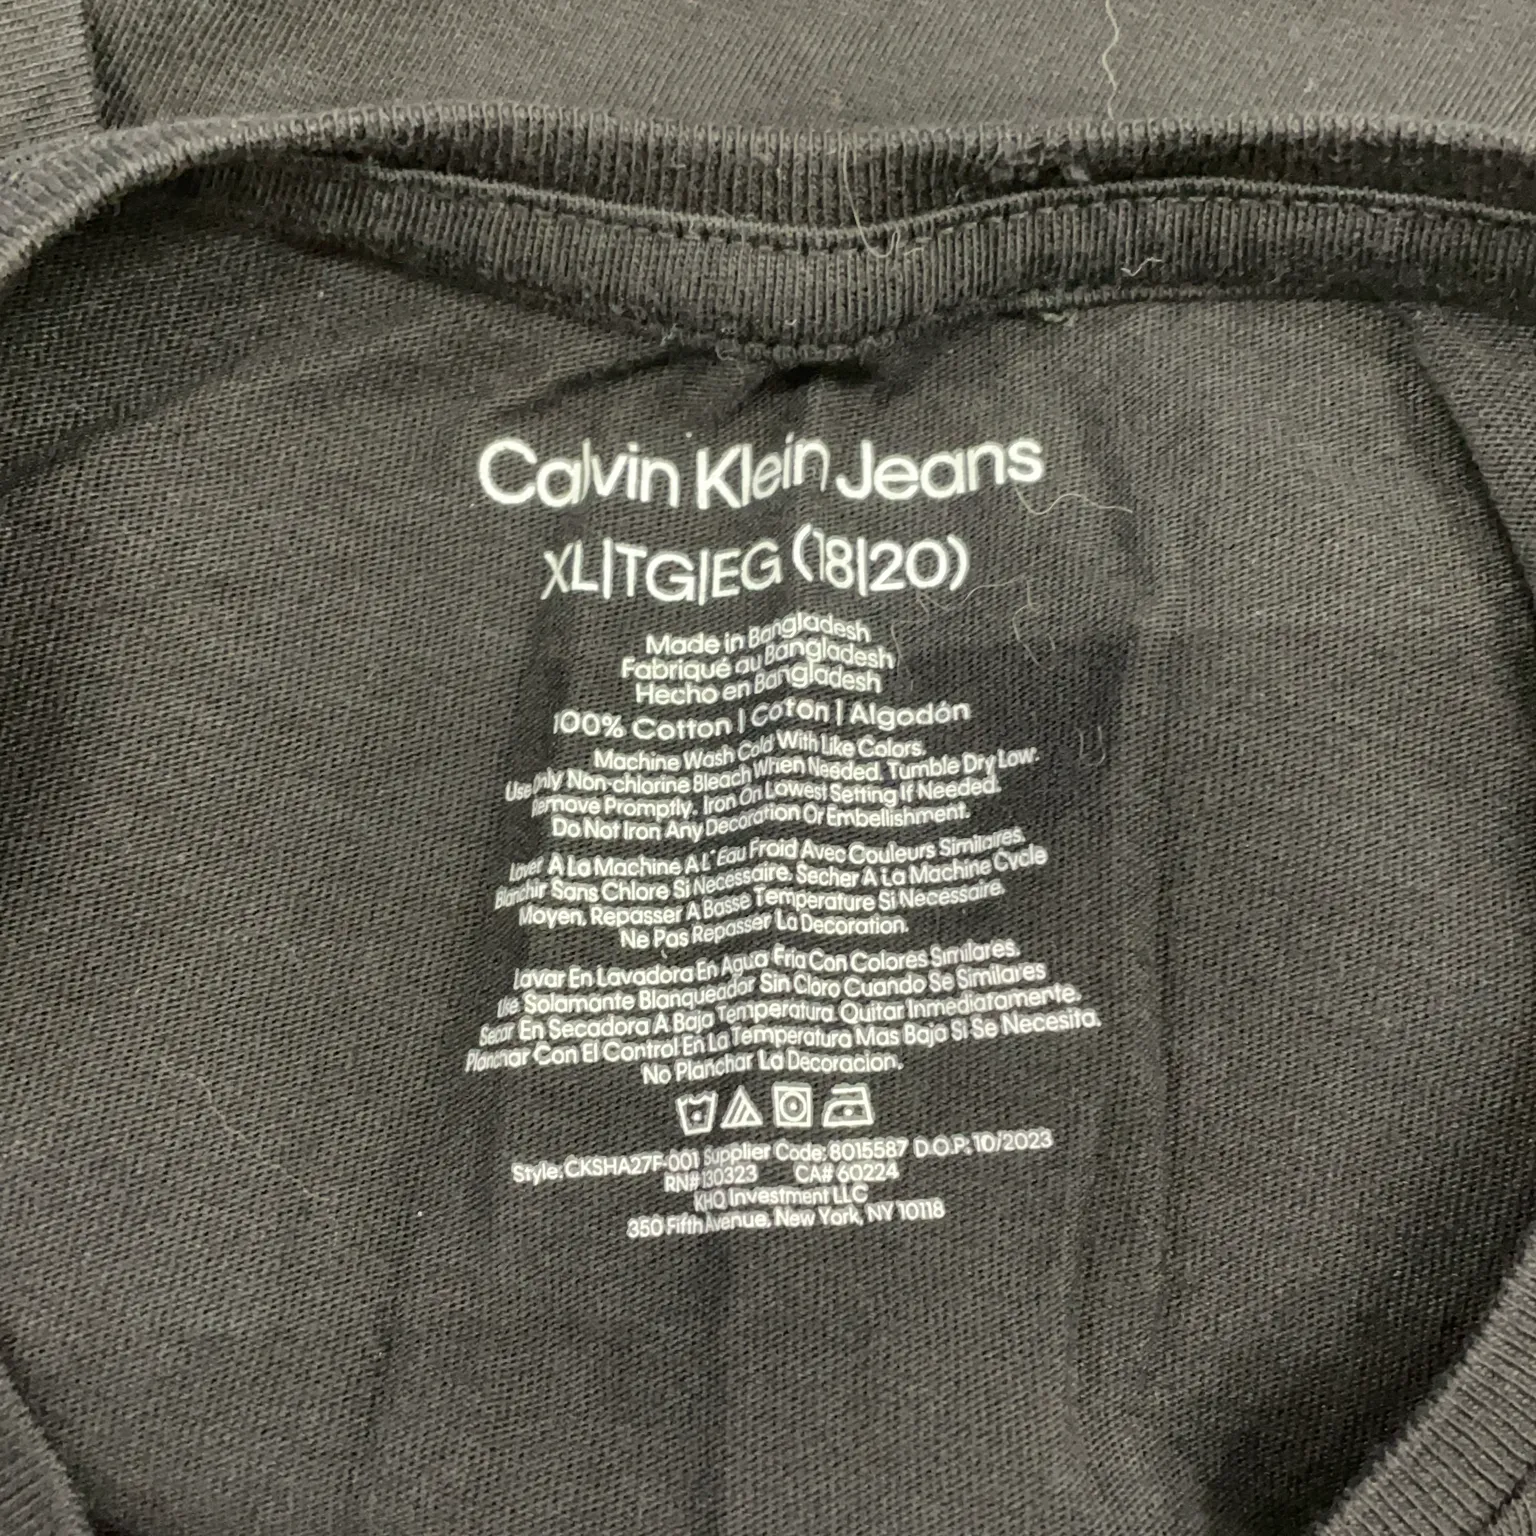 Calvin Klein Jeans
XL|TG|EG (18|20)
Made in Bangladesh
Fabriqué au Bangladesh
Hecho en Bangladesh
100% Cotton | Coton | Algodón
Machine Wash Cold With Like Colors.
Use Only Non-chlorine Bleach When Needed. Tumble Dry Low.
Remove Promptly. Iron On Lowest Setting If Needed.
Do Not Iron Any Decoration Or Embellishment.
Laver A La Machine A L'Eau Froid Avec Couleurs Similaires.
Blanchir Sans Chlore Si Necessaire. Secher A La Machine Cycle
Moyen. Repasser A Basse Temperature Si Necessaire.
Ne Pas Repasser La Decoration.
Lavar En Lavadora En Agua Fria Con Colores Similares.
Use Solamante Blanqueador Sin Cloro Cuando Se Similares
Secar En Secadora A Baja Temperatura Quitar Inmediatamente.
Planchar Con El Control En La Temperatura Mas Baja Si Se Necesita.
No Planchar La Decoracion.
Style: CKSHA27F-001 Supplier Code: 8015587 D.O.P: 10/2023
RN# 130323 CA# 60224
KHQ Investment LLC
350 Fifth Avenue, New York, NY 10118